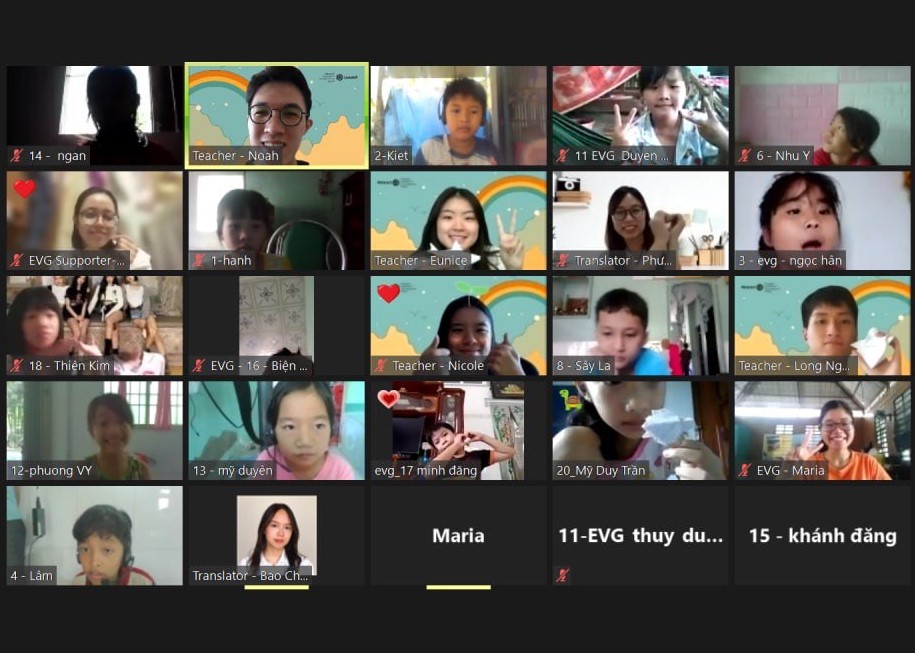 14 - ngan
Teacher - Noah
2-Kiet
11 EVG Duyen ...
6 - Nhu Y
EVG Supporter-...
1-hanh
Teacher - Eunice
Translator - Phư...
3 - evg - ngọc hân
18 - Thiên Kim
EVG - 16 - Biện ...
Teacher - Nicole
8 - Sây La
Teacher - Long Ng...
12-phuong VY
13 - mỹ duyên
evg_17 minh đăng
20_Mỹ Duy Trần
EVG - Maria
4 - Lâm
Translator - Bao Ch...
Maria
11-EVG thuy du...
15 - khánh đăng